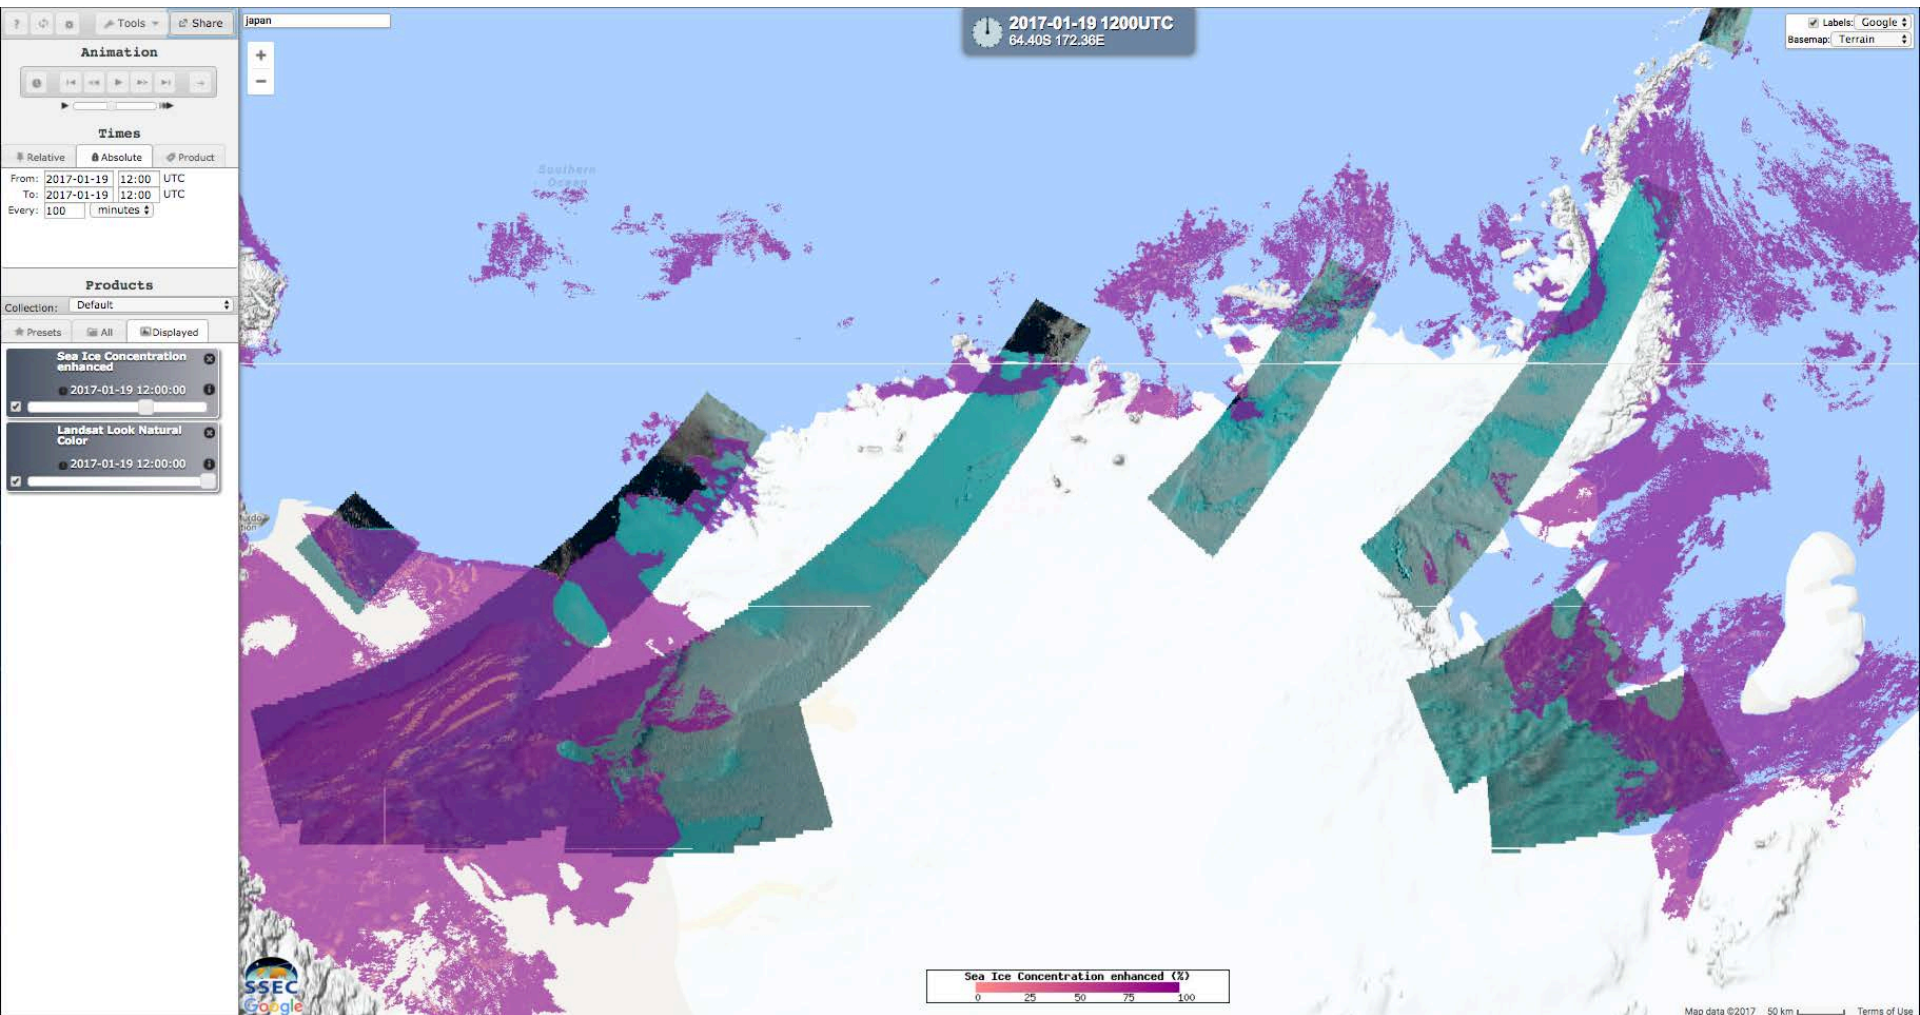 ?
Tools
Share
Animation
Times
Relative
Absolute
Product
From: 2017-01-19 12:00 UTC
To: 2017-01-19 12:00 UTC
Every: 100 minutes
Products
Collection: Default
Presets
All
Displayed
Sea Ice Concentration
enhanced
2017-01-19 12:00:00
Landsat Look Natural
Color
2017-01-19 12:00:00
japan
+
−
2017-01-19 1200UTC
64.40S 172.36E
Labels: Google
Basemap: Terrain
Southern
Ocean
SSEC
Google
Sea Ice Concentration enhanced (%)
0 25 50 75 100
Map data ©2017 50 km Terms of Use